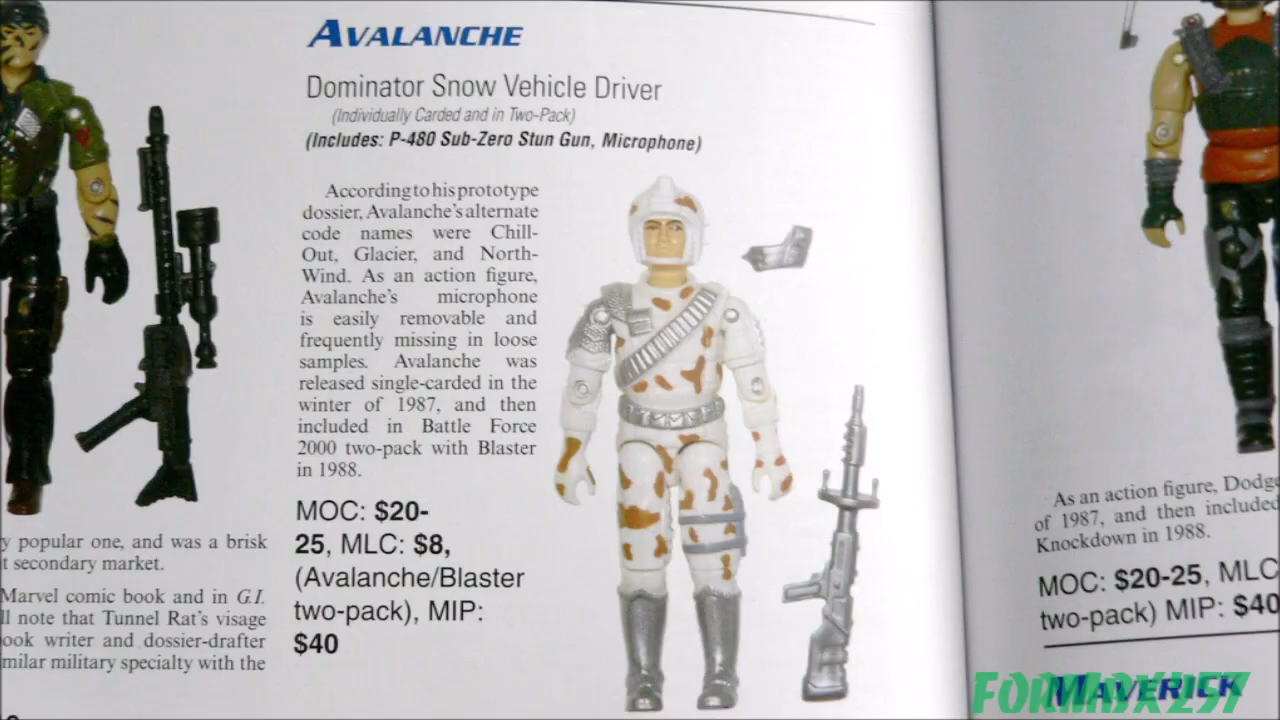 AVALANCHE
Dominator Snow Vehicle Driver
(Individually Carded and in Two-Pack)
(Includes: P-480 Sub-Zero Stun Gun, Microphone)
According to his prototype
dossier, Avalanche's alternate
code names were Chill-
Out, Glacier, and North-
Wind. As an action figure,
Avalanche's microphone
is easily removable and
frequently missing in loose
samples. Avalanche was
released single-carded in the
winter of 1987, and then
included in Battle Force
2000 two-pack with Blaster
in 1988.
MOC: $20-
25, MLC: $8,
(Avalanche/Blaster
two-pack), MIP:
$40
y popular one, and was a brisk
t secondary market.
Marvel comic book and in G.I.
ll note that Tunnel Rat's visage
ook writer and dossier-drafter
milar military specialty with the
As an action figure, Dodge
of 1987, and then included
Knockdown in 1988.
MOC: $20-25, MLC
two-pack) MIP: $40
MAVERICK
FORMBX257